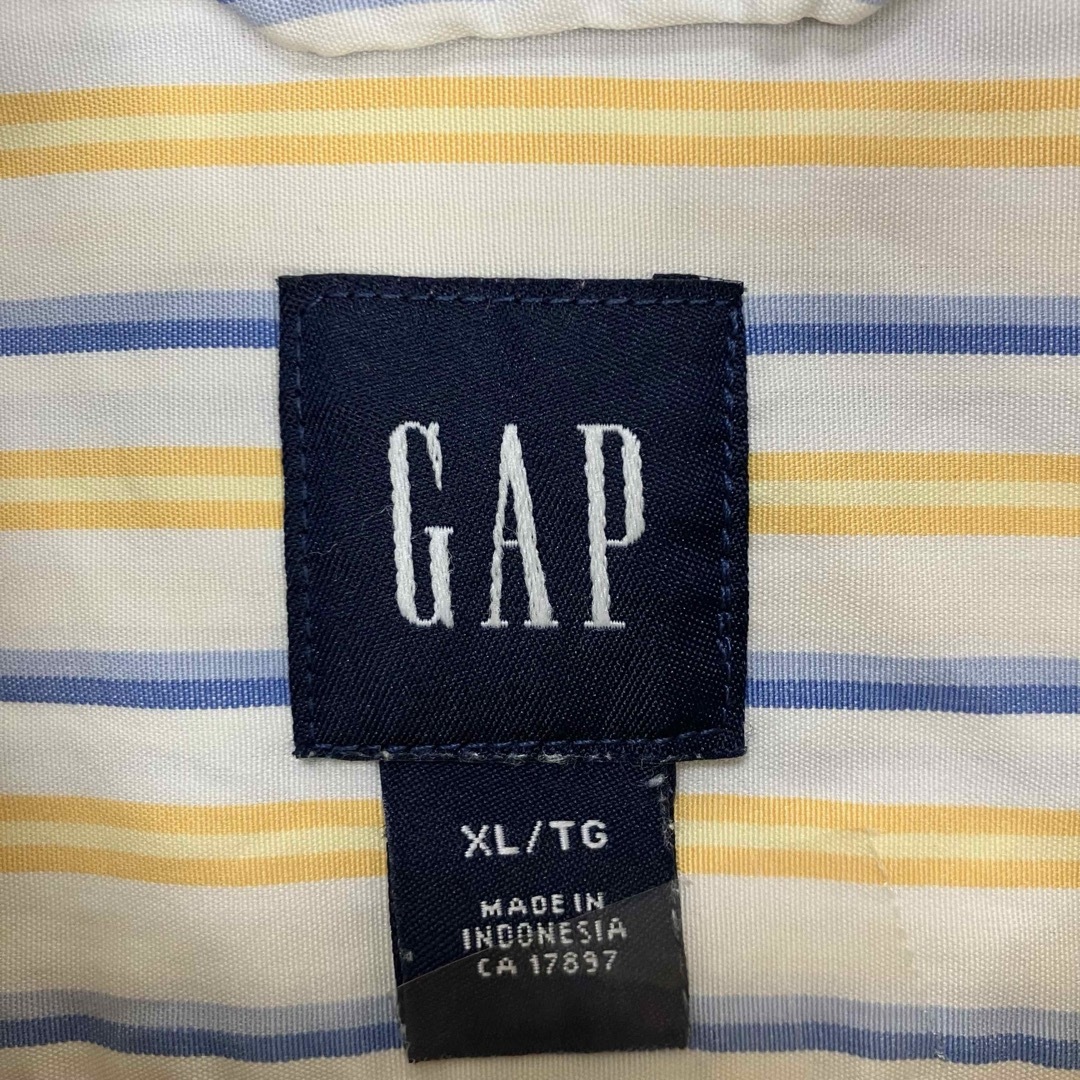 GAP
XL/TG
MADE IN
INDONESIA
CA 17897